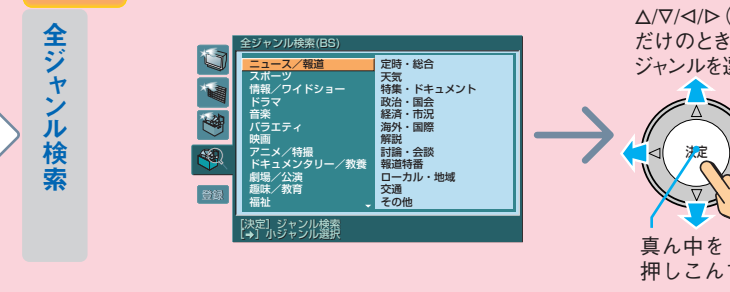 全ジャンル検索
全ジャンル検索(BS)
ニュース／報道
スポーツ
情報／ワイドショー
ドラマ
音楽
バラエティ
映画
アニメ／特撮
ドキュメンタリー／教養
劇場／公演
趣味／教育
福祉
定時・総合
天気
特集・ドキュメント
政治・国会
経済・市況
海外・国際
解説
討論・会談
報道特番
ローカル・地域
交通
その他
登録
[決定] ジャンル検索
[➔] 小ジャンル選択
△/▽/◁/▷（
だけのとき
ジャンルを選
△
◁ 決定
▽
真ん中を
押しこんで